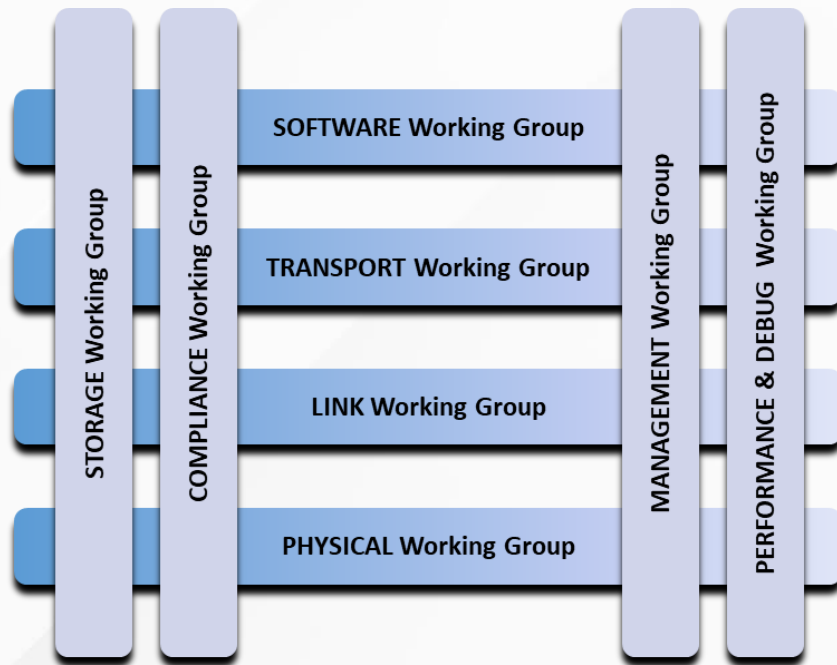 SOFTWARE Working Group
TRANSPORT Working Group
LINK Working Group
PHYSICAL Working Group
STORAGE Working Group
COMPLIANCE Working Group
MANAGEMENT Working Group
PERFORMANCE & DEBUG Working Group